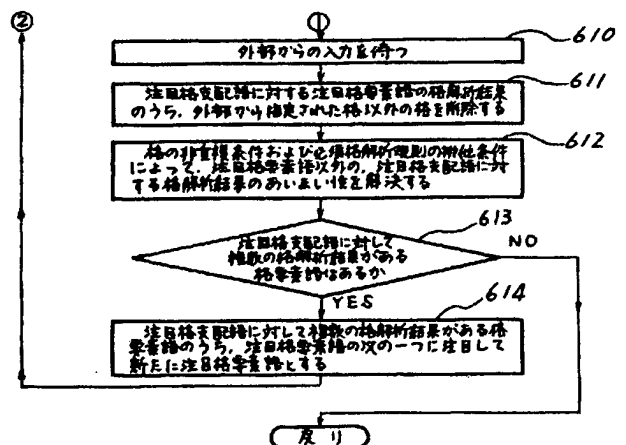 ②
①
外部からの入力を待つ
610
注目格支配語に対する注目格要素語の格解析結果
のうち，外部から指定された格以外の格を削除する
611
格の非重複条件および必須格解析規則の排他条件
によって，注目格要素語以外の，注目格支配語に対
する格解析結果のあいまい性を解決する
612
注目格支配語に対して
複数の格解析結果がある
格要素語はあるか
613
NO
YES
614
注目格支配語に対して複数の格解析結果がある格
要素語のうち，注目格要素語の次の一つに注目して
新たに注目格要素語とする
戻り